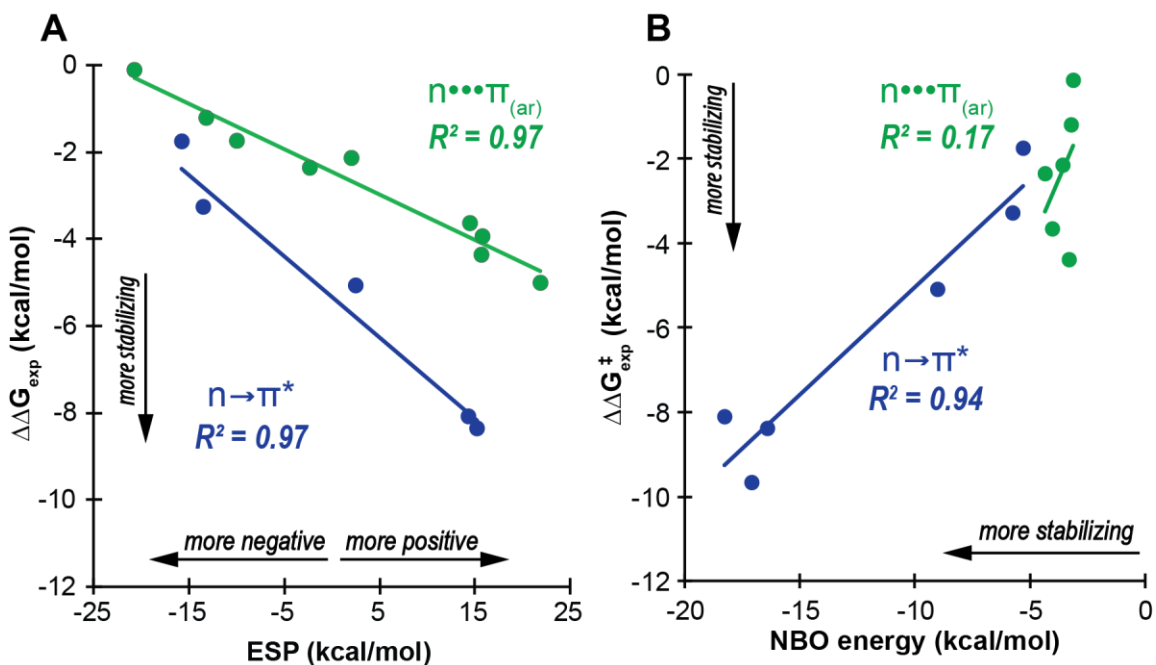 A
0
-2
-4
-6
-8
-10
-12
ΔΔG_exp (kcal/mol)
more stabilizing
n•••π(ar)
R² = 0.97
n→π*
R² = 0.97
more negative
more positive
-25
-15
-5
5
15
25
ESP (kcal/mol)
B
0
-2
-4
-6
-8
-10
-12
ΔΔG‡_exp (kcal/mol)
more stabilizing
n•••π(ar)
R² = 0.17
n→π*
R² = 0.94
more stabilizing
-20
-15
-10
-5
0
NBO energy (kcal/mol)